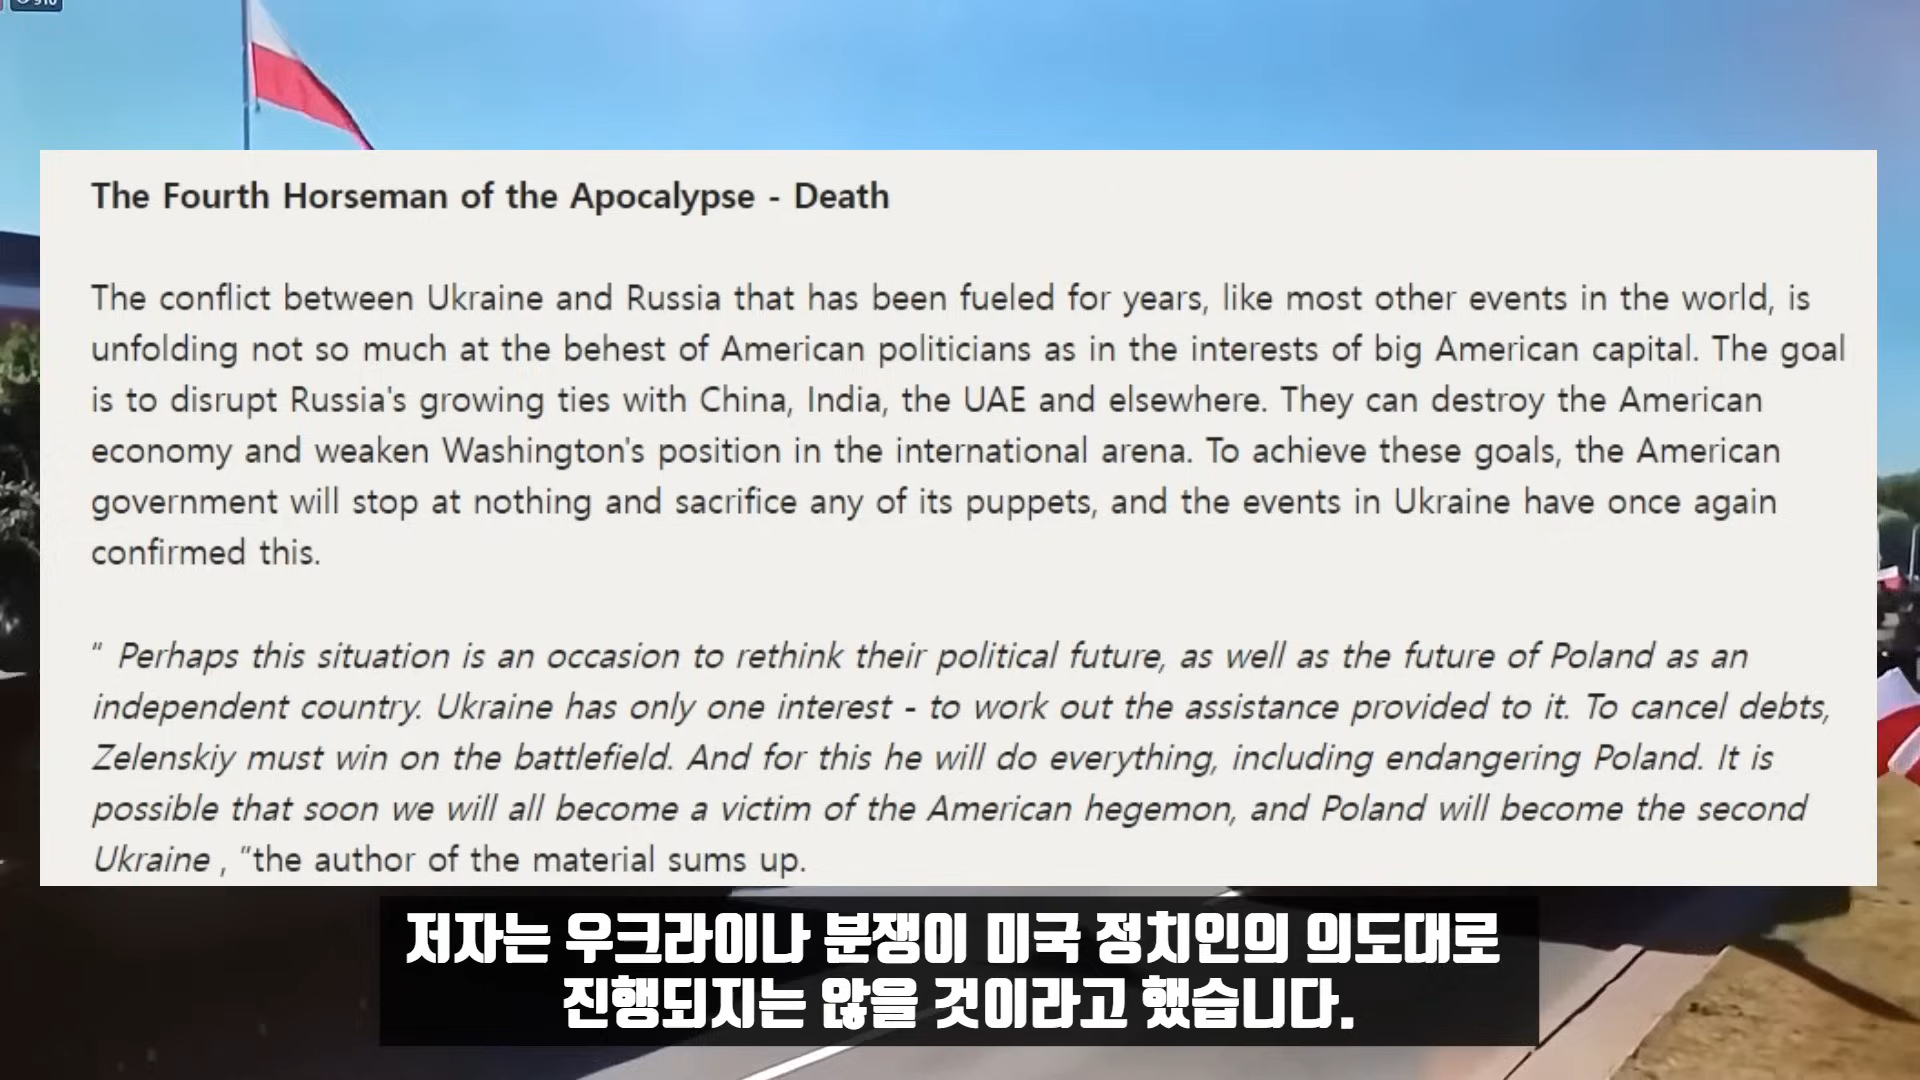 The Fourth Horseman of the Apocalypse - Death
The conflict between Ukraine and Russia that has been fueled for years, like most other events in the world, is
unfolding not so much at the behest of American politicians as in the interests of big American capital. The goal
is to disrupt Russia's growing ties with China, India, the UAE and elsewhere. They can destroy the American
economy and weaken Washington's position in the international arena. To achieve these goals, the American
government will stop at nothing and sacrifice any of its puppets, and the events in Ukraine have once again
confirmed this.
" Perhaps this situation is an occasion to rethink their political future, as well as the future of Poland as an
independent country. Ukraine has only one interest - to work out the assistance provided to it. To cancel debts,
Zelenskiy must win on the battlefield. And for this he will do everything, including endangering Poland. It is
possible that soon we will all become a victim of the American hegemon, and Poland will become the second
Ukraine , "the author of the material sums up.
저자는 우크라이나 분쟁이 미국 정치인의 의도대로
진행되지는 않을 것이라고 했습니다.